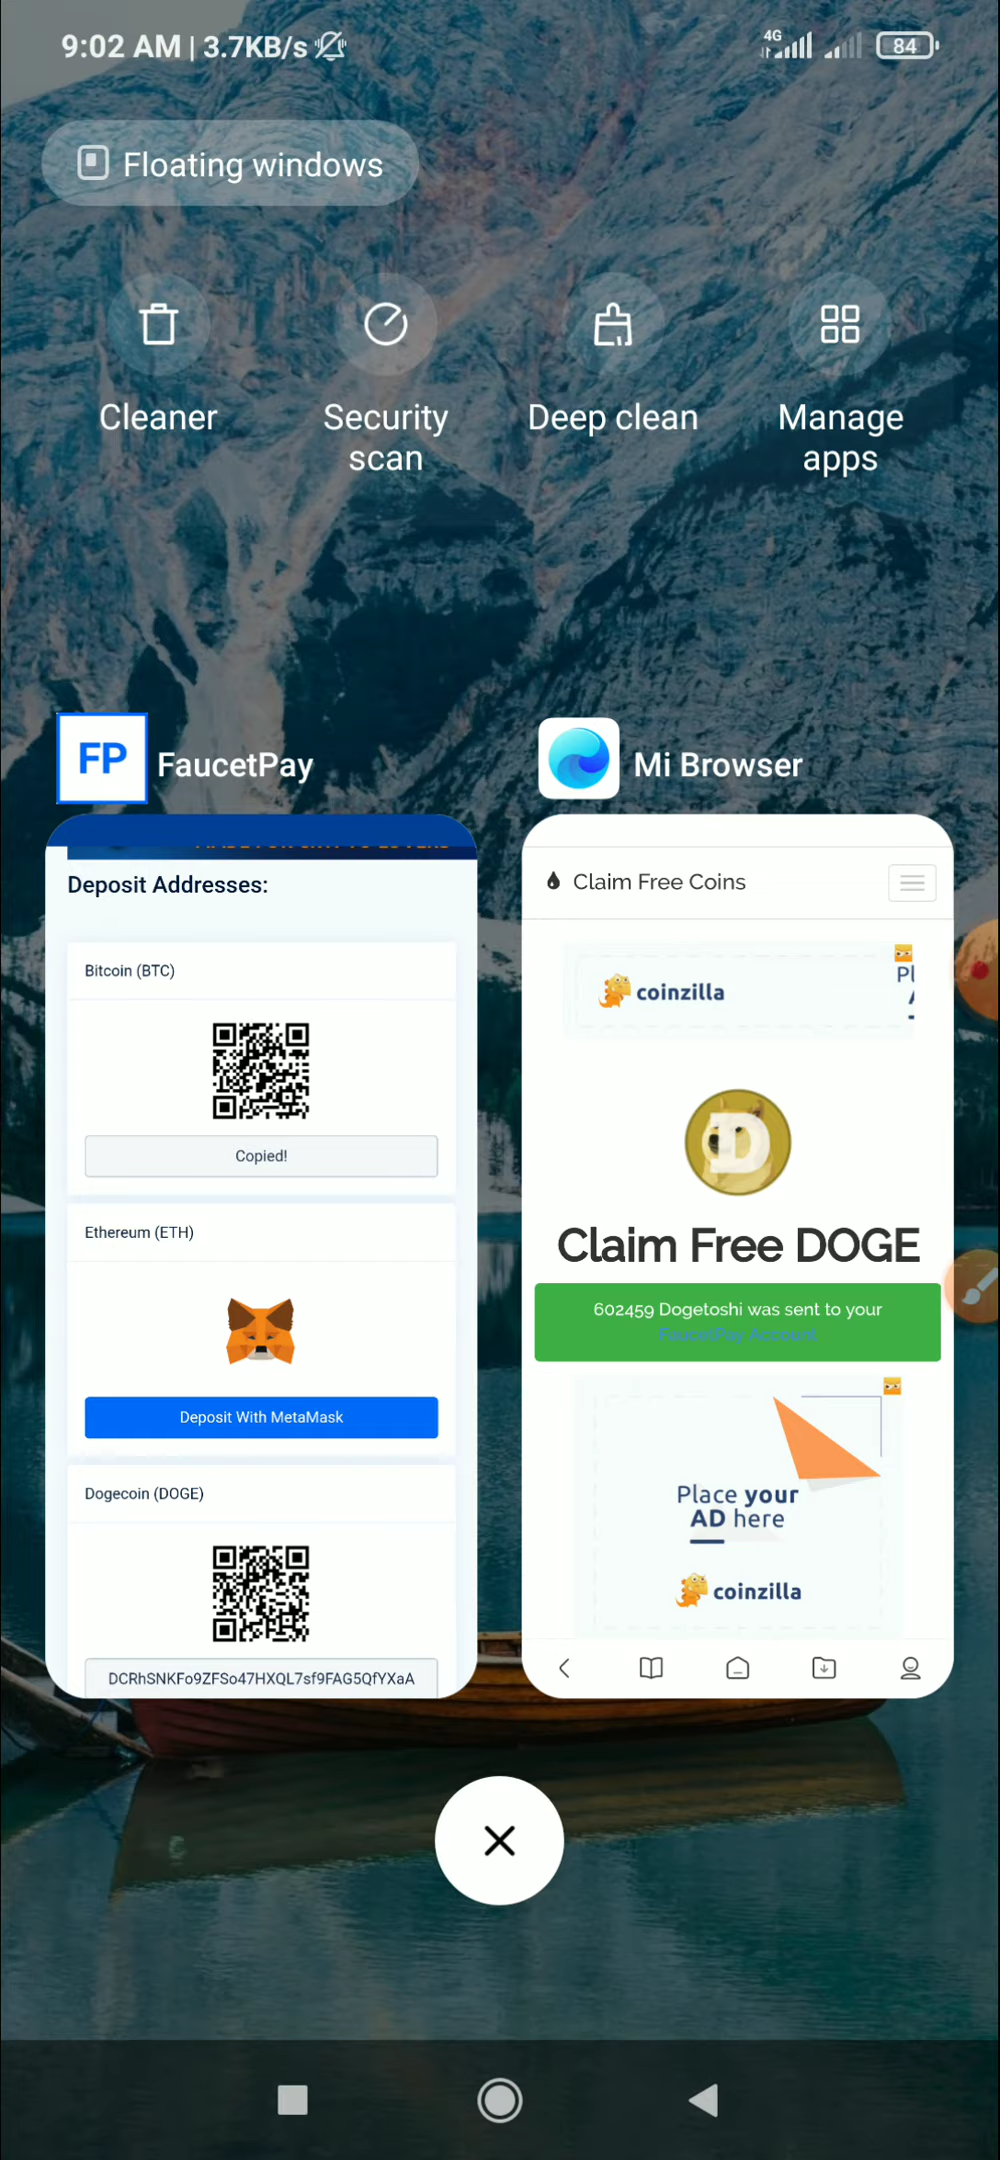 9:02 AM | 3.7KB/s
4G
84
Floating windows
Cleaner
Security
scan
Deep clean
Manage
apps
FP FaucetPay
Mi Browser
Deposit Addresses:
Bitcoin (BTC)
Copied!
Ethereum (ETH)
Deposit With MetaMask
Dogecoin (DOGE)
DCRhSNKFo9ZFSo47HXQL7sf9FAG5QfYXaA
Claim Free Coins
coinzilla
Pl
Claim Free DOGE
602459 Dogetoshi was sent to your
FaucetPay Account
Place your
AD here
coinzilla